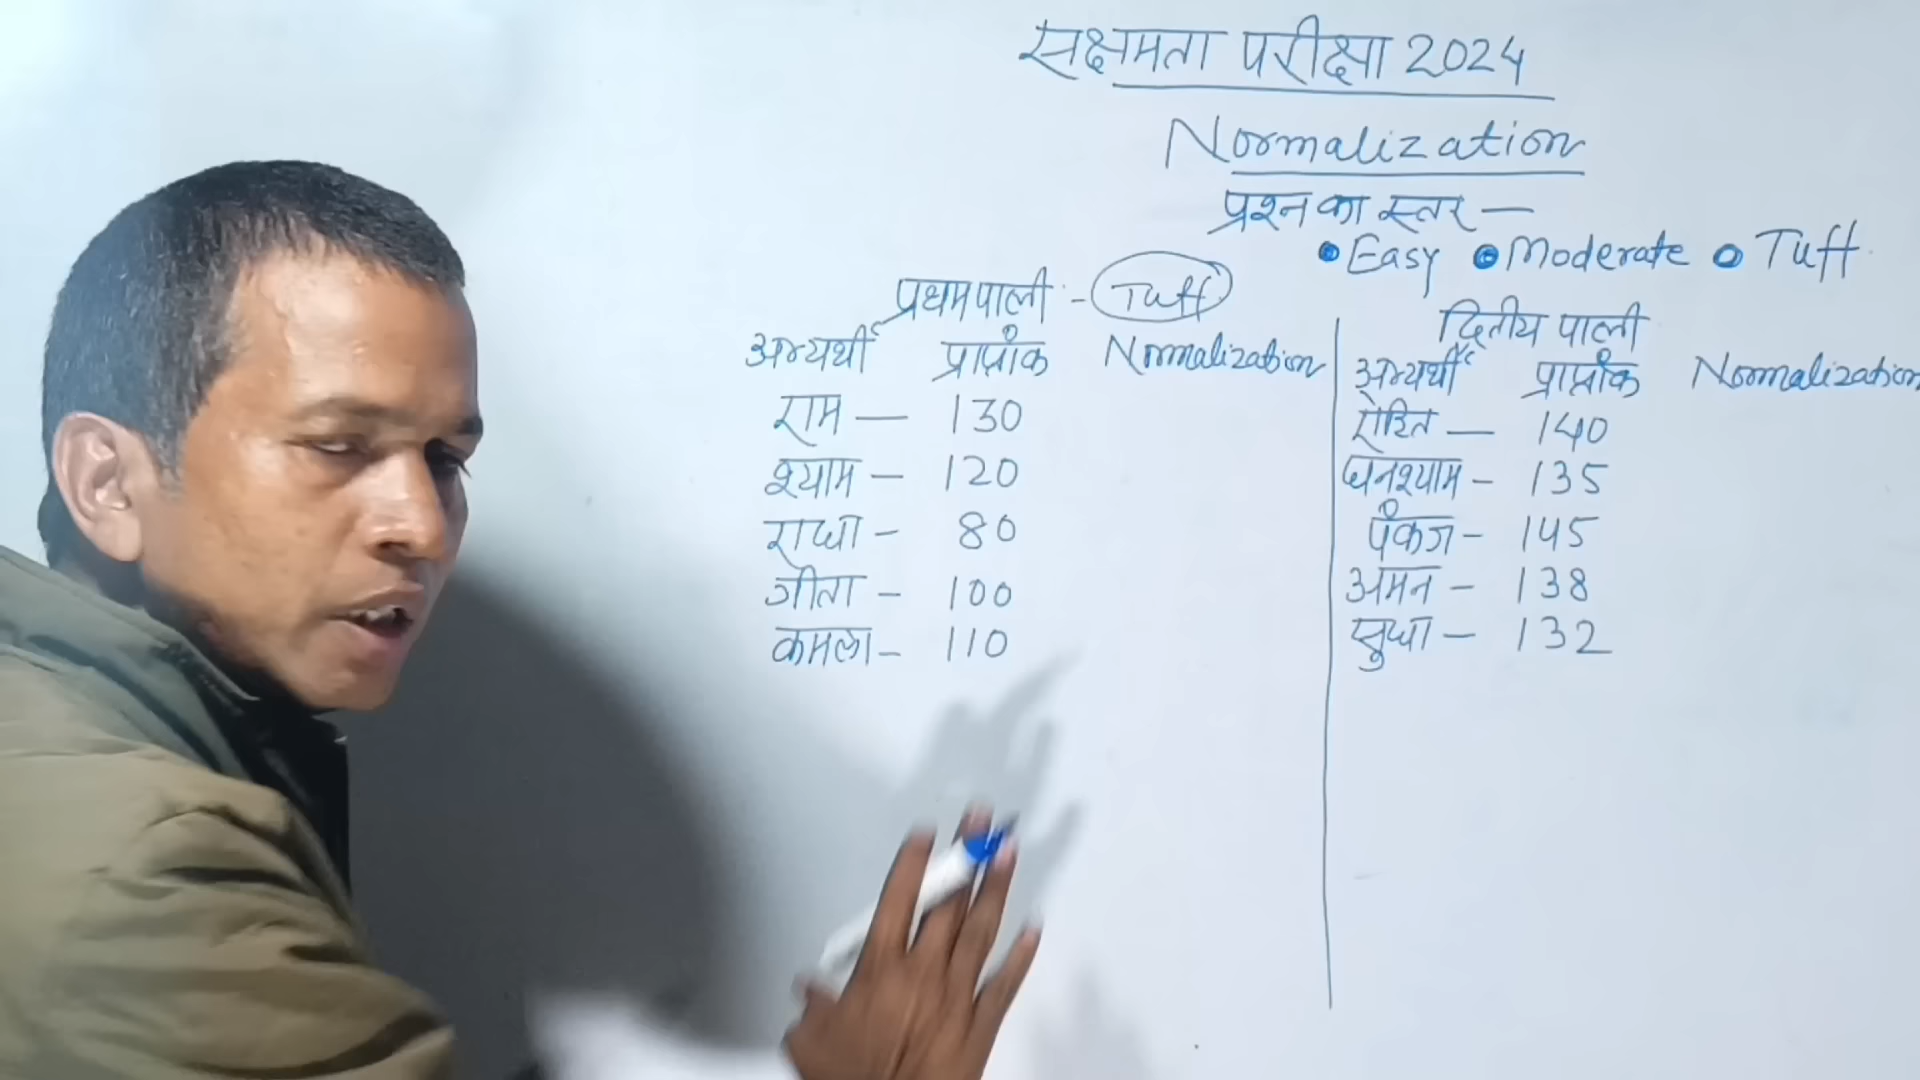 सक्षमता परीक्षा 2024
Normalization
प्रश्न का स्तर —
Easy Moderate Tuff
प्रथम पाली - Tuff
अभ्यर्थी प्राप्तांक Normalization
राम — 130
श्याम — 120
राधा - 80
गीता - 100
कमला - 110
द्वितीय पाली
अभ्यर्थी प्राप्तांक Normalization
रोहित — 140
घनश्याम - 135
पंकज - 145
अमन - 138
सुधा - 132